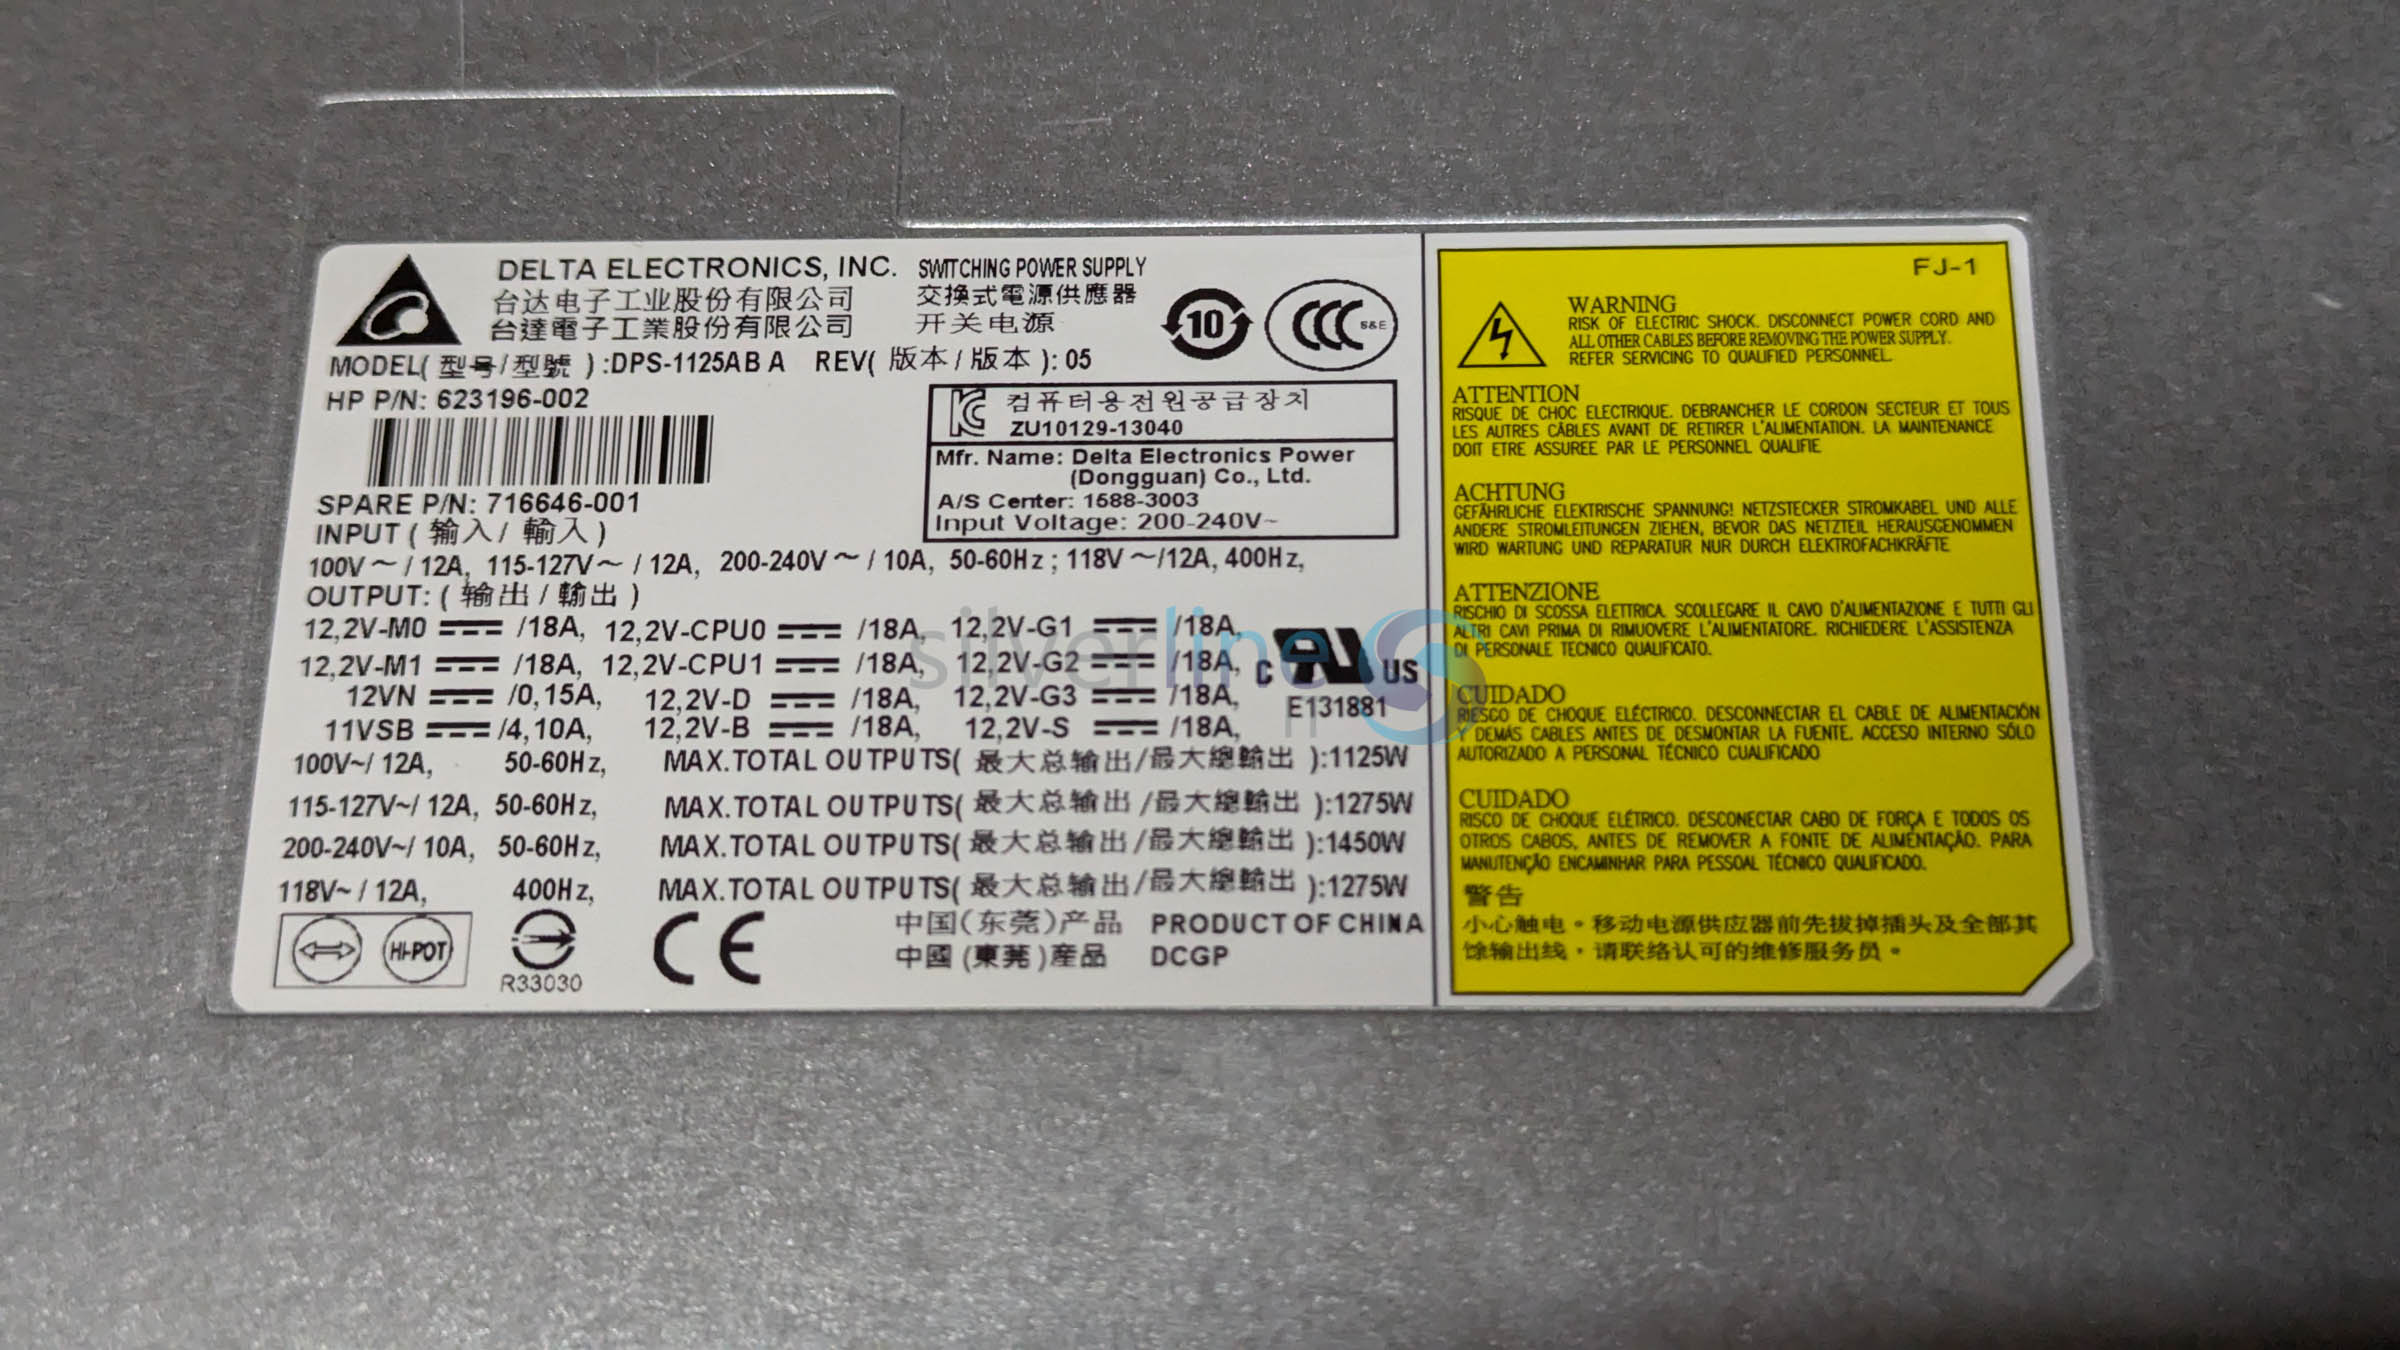 DELTA ELECTRONICS, INC. SWITCHING POWER SUPPLY
台达电子工业股份有限公司 交換式電源供應器
台達電子工業股份有限公司 开关电源
MODEL(型号/型號):DPS-1125AB A REV(版本/版本):05
HP P/N: 623196-002
SPARE P/N: 716646-001
10
CCC S&E
컴퓨터용전원공급장치
ZU10129-13040
Mfr. Name: Delta Electronics Power
(Dongguan) Co., Ltd.
A/S Center: 1588-3003
Input Voltage: 200-240V~
INPUT(输入/輸入)
100V～/12A, 115-127V～/12A, 200-240V～/10A, 50-60Hz; 118V～/12A, 400Hz,
OUTPUT:(输出/輸出)
12,2V-M0 ⎓ /18A, 12,2V-CPU0 ⎓ /18A, 12,2V-G1 ⎓ /18A,
12,2V-M1 ⎓ /18A, 12,2V-CPU1 ⎓ /18A, 12,2V-G2 ⎓ /18A,
12VN ⎓ /0,15A, 12,2V-D ⎓ /18A, 12,2V-G3 ⎓ /18A,
11VSB ⎓ /4,10A, 12,2V-B ⎓ /18A, 12,2V-S ⎓ /18A,
C RU US
E131881
100V~/ 12A, 50-60Hz, MAX.TOTAL OUTPUTS(最大总输出/最大總輸出):1125W
115-127V~/ 12A, 50-60Hz, MAX.TOTAL OUTPUTS(最大总输出/最大總輸出):1275W
200-240V~/ 10A, 50-60Hz, MAX.TOTAL OUTPUTS(最大总输出/最大總輸出):1450W
118V~/ 12A, 400Hz, MAX.TOTAL OUTPUTS(最大总输出/最大總輸出):1275W
HI-POT
R33030
CE
中国(东莞)产品 PRODUCT OF CHINA
中國(東莞)産品 DCGP
FJ-1
WARNING
RISK OF ELECTRIC SHOCK. DISCONNECT POWER CORD AND
ALL OTHER CABLES BEFORE REMOVING THE POWER SUPPLY.
REFER SERVICING TO QUALIFIED PERSONNEL.
ATTENTION
RISQUE DE CHOC ELECTRIQUE. DEBRANCHER LE CORDON SECTEUR ET TOUS
LES AUTRES CÂBLES AVANT DE RETIRER L'ALIMENTATION. LA MAINTENANCE
DOIT ETRE ASSUREE PAR LE PERSONNEL QUALIFIE
ACHTUNG
GEFÄHRLICHE ELEKTRISCHE SPANNUNG! NETZSTECKER STROMKABEL UND ALLE
ANDERE STROMLEITUNGEN ZIEHEN, BEVOR DAS NETZTEIL HERAUSGENOMMEN
WIRD WARTUNG UND REPARATUR NUR DURCH ELEKTROFACHKRÄFTE
ATTENZIONE
RISCHIO DI SCOSSA ELETTRICA. SCOLLEGARE IL CAVO D'ALIMENTAZIONE E TUTTI GLI
ALTRI CAVI PRIMA DI RIMUOVERE L'ALIMENTATORE. RICHIEDERE L'ASSISTENZA
DI PERSONALE TECNICO QUALIFICATO.
CUIDADO
RIESGO DE CHOQUE ELÉCTRICO. DESCONNECTAR EL CABLE DE ALIMENTACIÓN
Y DEMÁS CABLES ANTES DE DESMONTAR LA FUENTE. ACCESO INTERNO SÓLO
AUTORIZADO A PERSONAL TÉCNICO CUALIFICADO
CUIDADO
RISCO DE CHOQUE ELÉTRICO. DESCONECTAR CABO DE FORÇA E TODOS OS
OTROS CABOS, ANTES DE REMOVER A FONTE DE ALIMENTAÇÃO. PARA
MANUTENÇÃO ENCAMINHAR PARA PESSOAL TÉCNICO QUALIFICADO.
警告
小心触电。移动电源供应器前先拔掉插头及全部其
馀输出线，请联络认可的维修服务员。
silverline